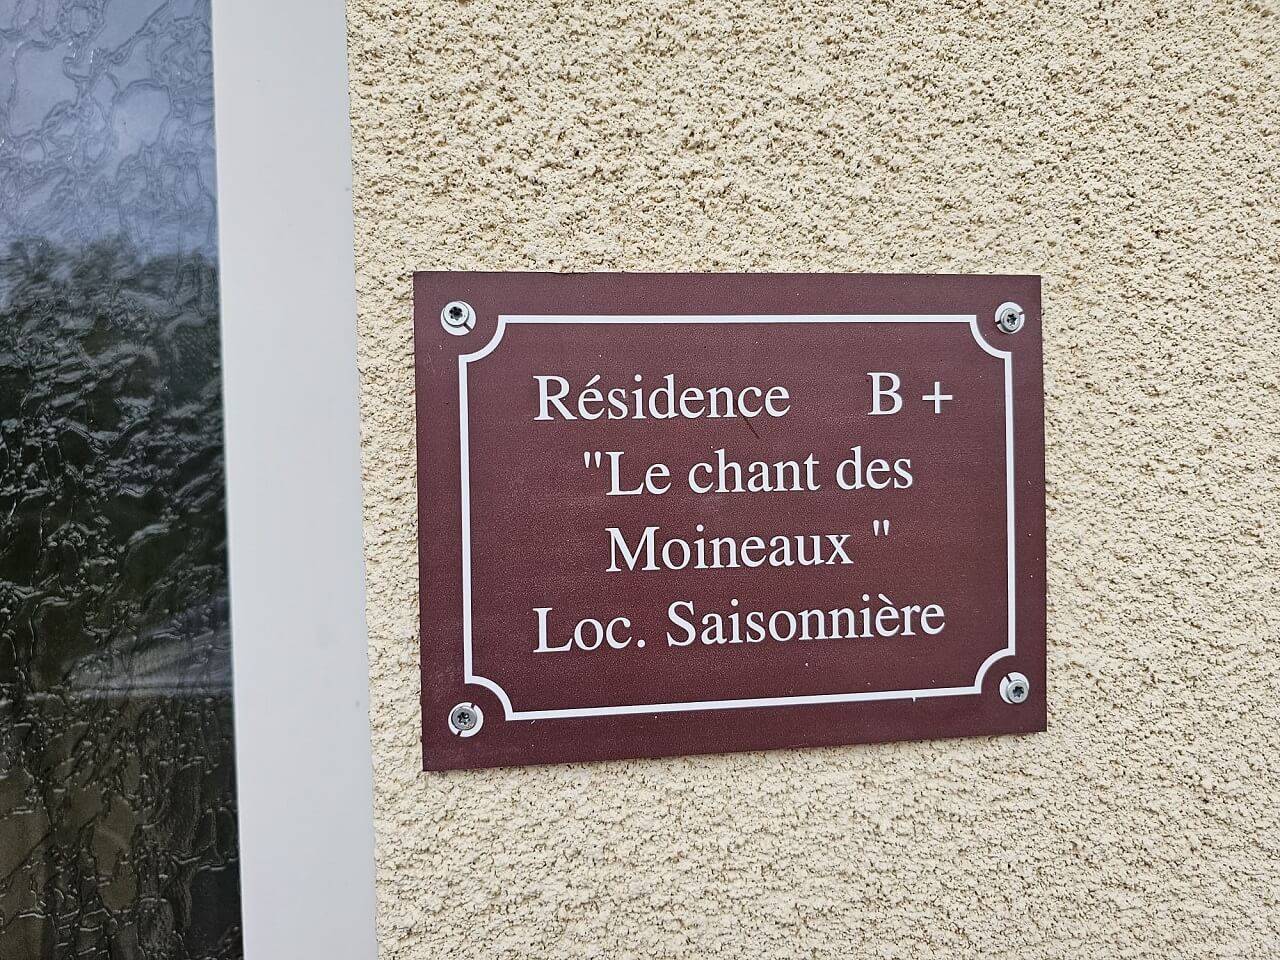 Résidence B +
"Le chant des
Moineaux "
Loc. Saisonnière